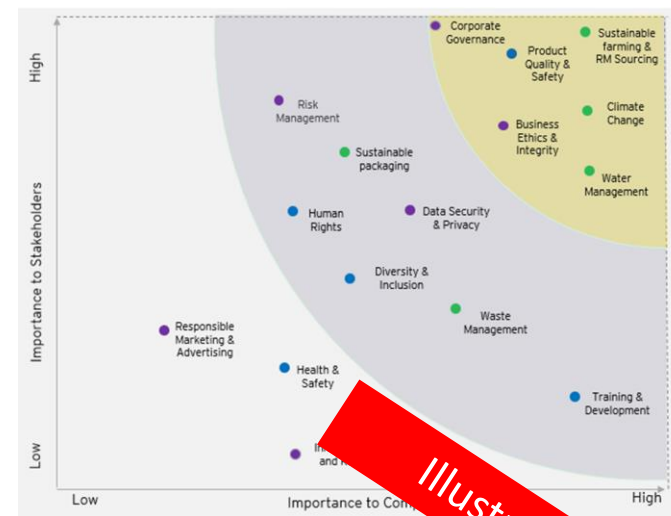 High
Importance to Stakeholders
Low
Corporate
Governance
Sustainable
farming &
RM Sourcing
Product
Quality &
Safety
Risk
Management
Climate
Change
Business
Ethics &
Integrity
Sustainable
packaging
Water
Management
Human
Rights
Data Security
& Privacy
Diversity &
Inclusion
Waste
Management
Responsible
Marketing &
Advertising
Health &
Safety
Training &
Development
and
Low
Importance to
High